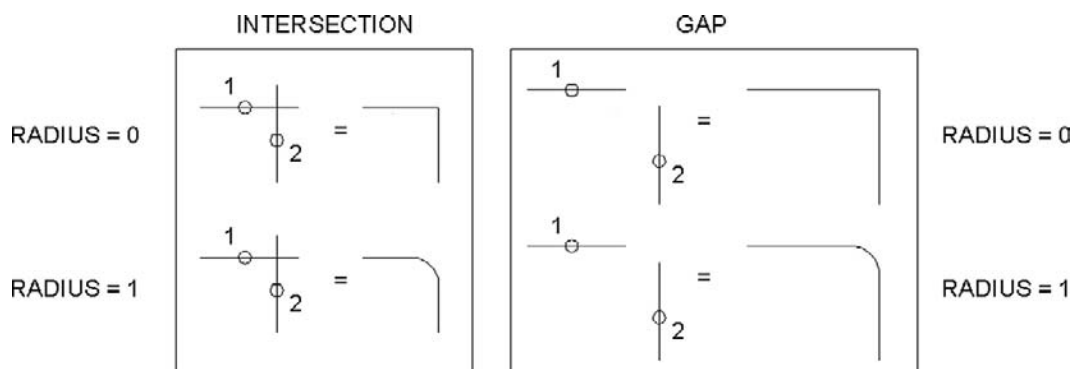 INTERSECTION GAP
1 1
RADIUS = 0 = = RADIUS = 0
2 2
1 1
RADIUS = 1 = = RADIUS = 1
2 2